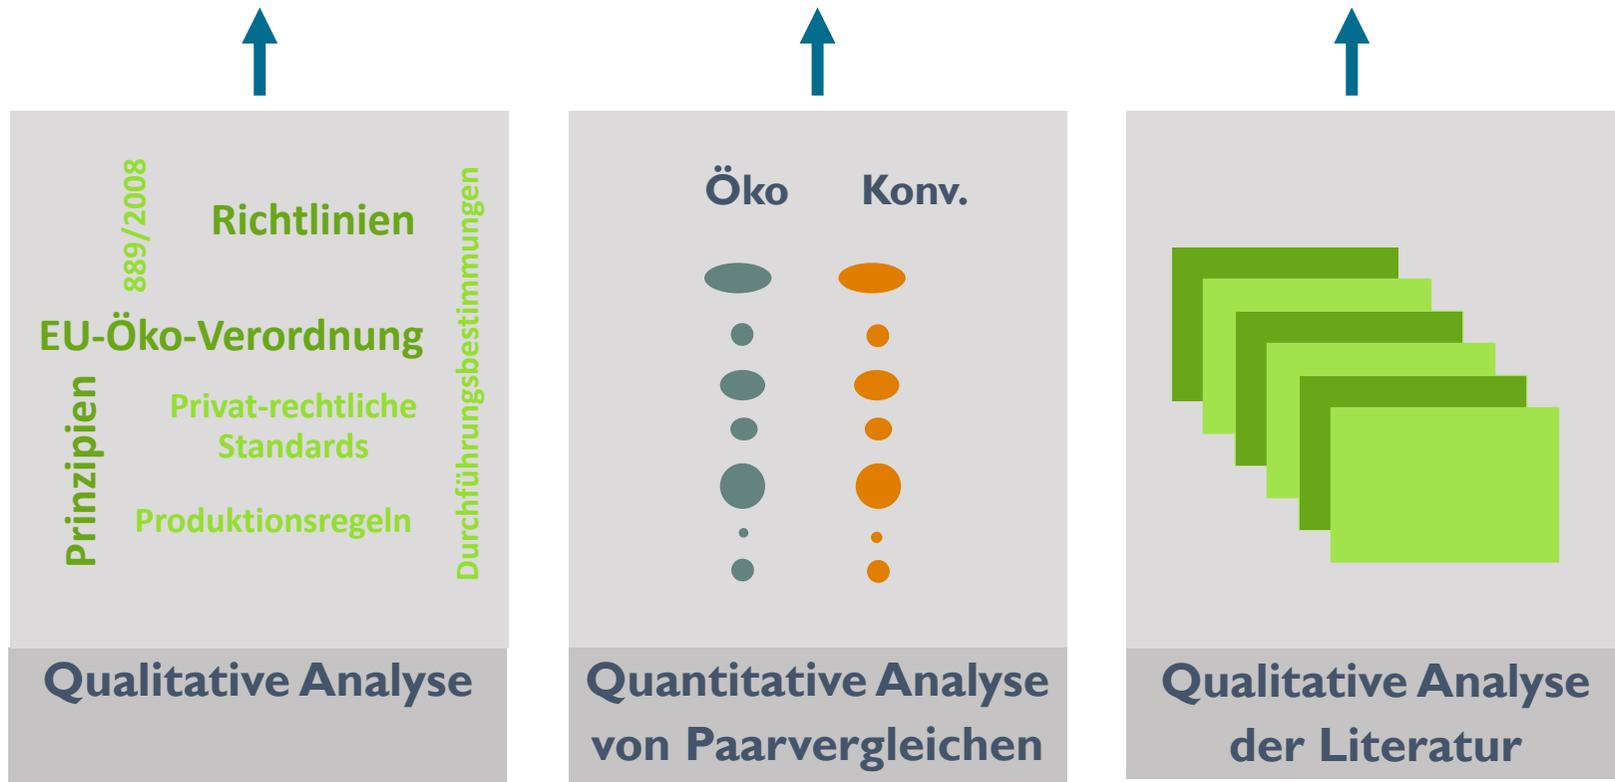 889/2008
Richtlinien
Durchführungsbestimmungen
EU-Öko-Verordnung
Prinzipien
Privat-rechtliche
Standards
Produktionsregeln
Qualitative Analyse
Öko Konv.
Quantitative Analyse
von Paarvergleichen
Qualitative Analyse
der Literatur